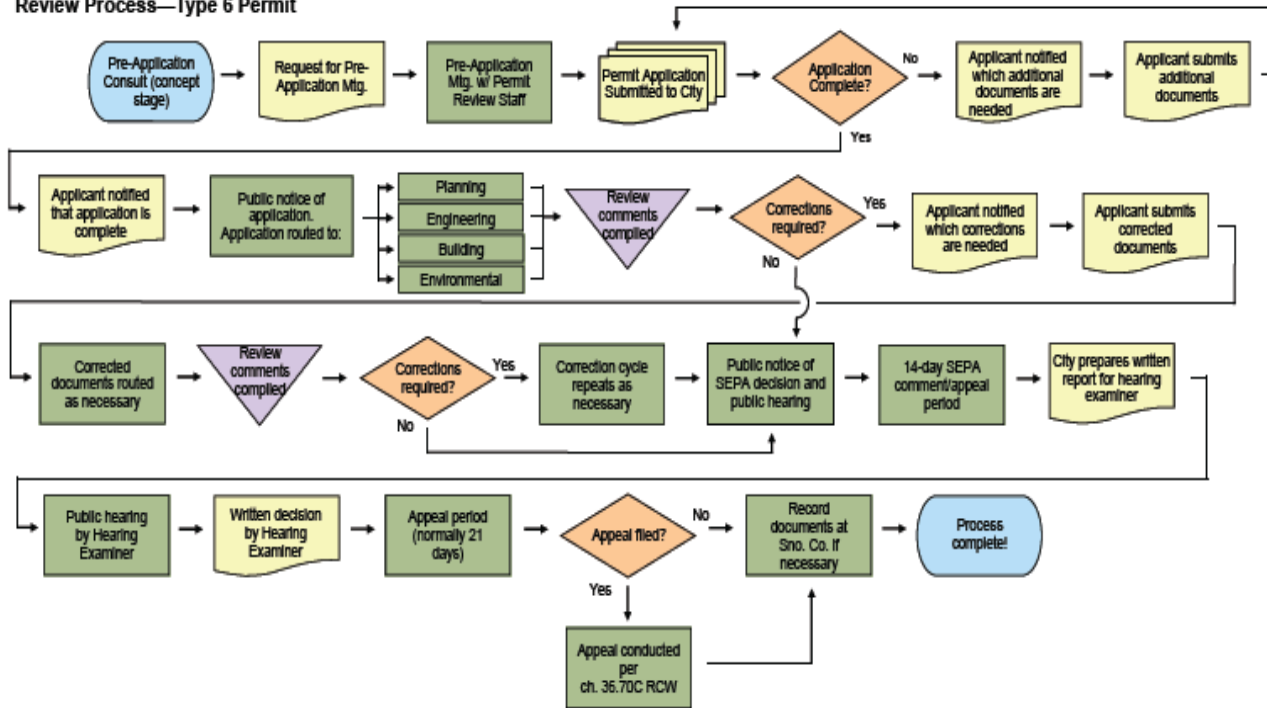 Review Process—Type 6 Permit
Pre-Application
Consult (concept
stage)
Request for Pre-
Application Mtg.
Pre-Application
Mtg. w/ Permit
Review Staff
Permit Application
Submitted to City
Application
Complete?
No
Applicant notified
which additional
documents are
needed
Applicant submits
additional
documents
Yes
Applicant notified
that application is
complete
Public notice of
application.
Application routed to:
Planning
Engineering
Building
Environmental
Review
comments
compiled
Corrections
required?
Yes
Applicant notified
which corrections
are needed
Applicant submits
corrected
documents
No
Corrected
documents routed
as necessary
Review
comments
compiled
Corrections
required?
Yes
Correction cycle
repeats as
necessary
Public notice of
SEPA decision and
public hearing
14-day SEPA
comment/appeal
period
City prepares written
report for hearing
examiner
No
Public hearing
by Hearing
Examiner
Written decision
by Hearing
Examiner
Appeal period
(normally 21
days)
Appeal filed?
No
Record
documents at
Sno. Co. if
necessary
Process
complete!
Yes
Appeal conducted
per
ch. 36.70C RCW